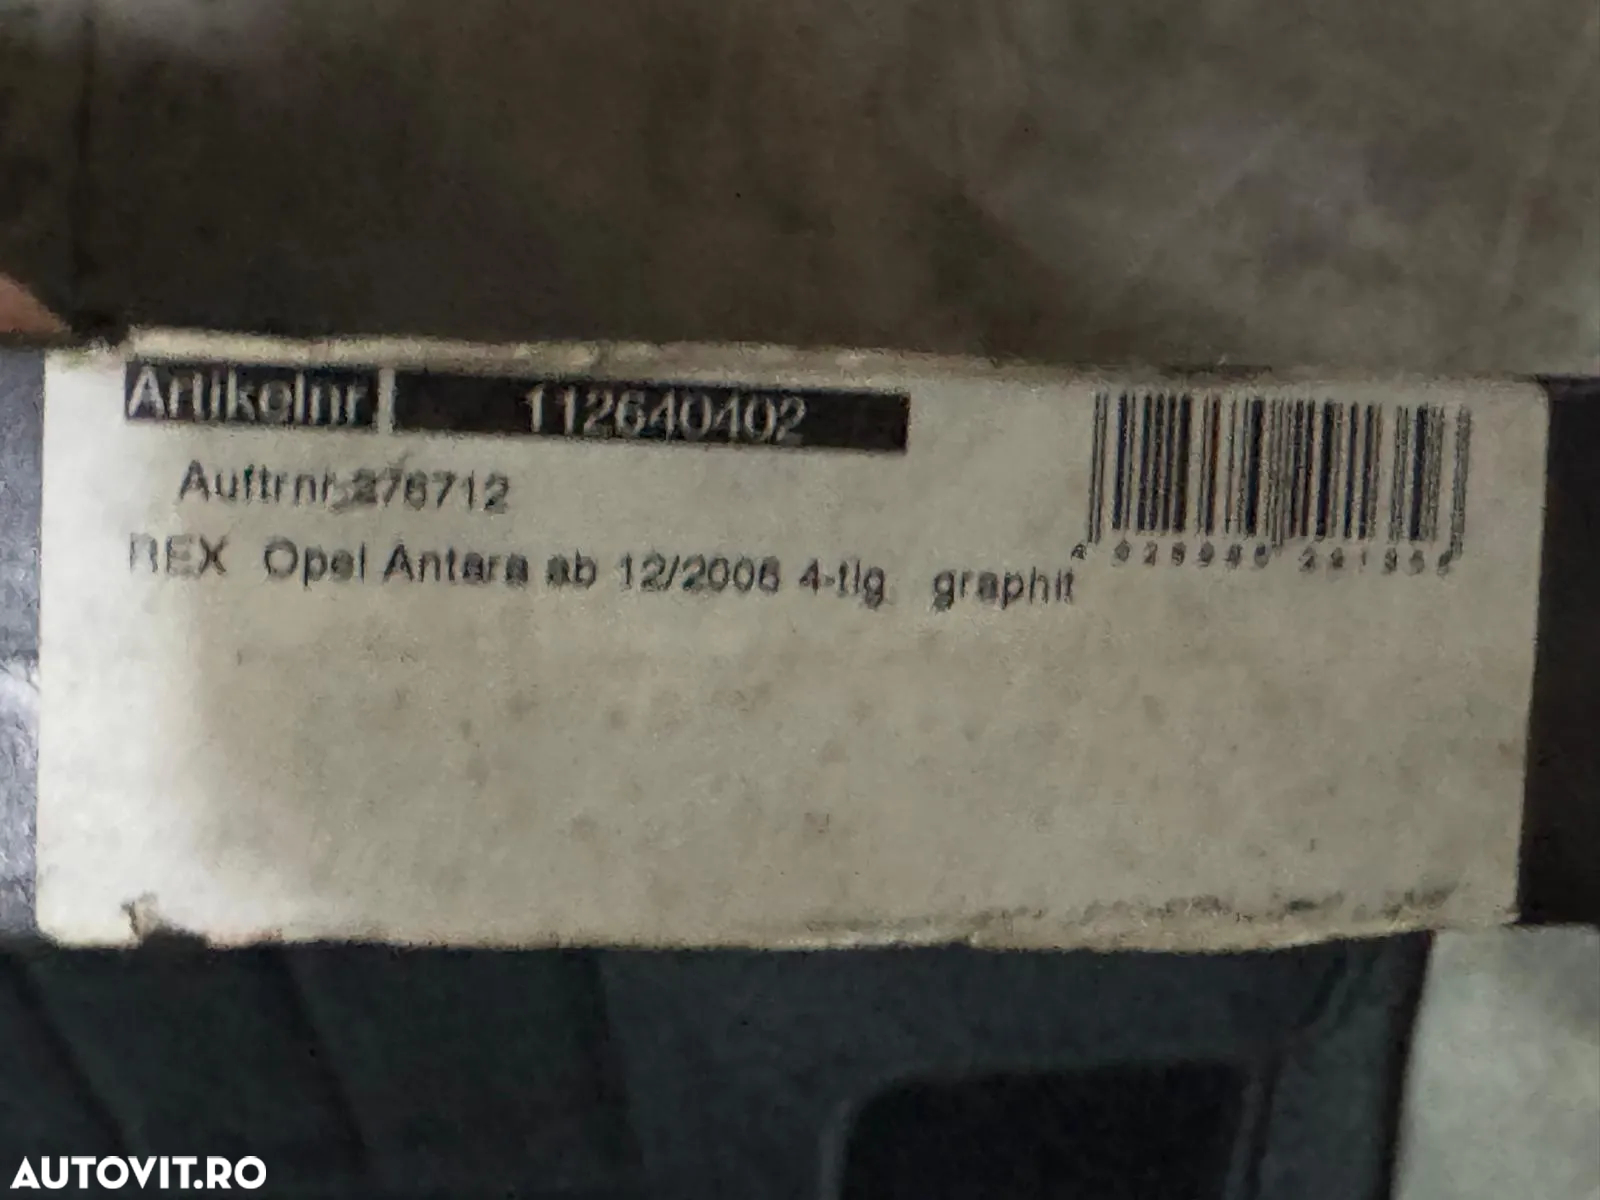 Artikelnr. 112640402
Auftrnr.276712
REX Opel Antara ab 12/2006 4-tlg graphit
AUTOVIT.RO